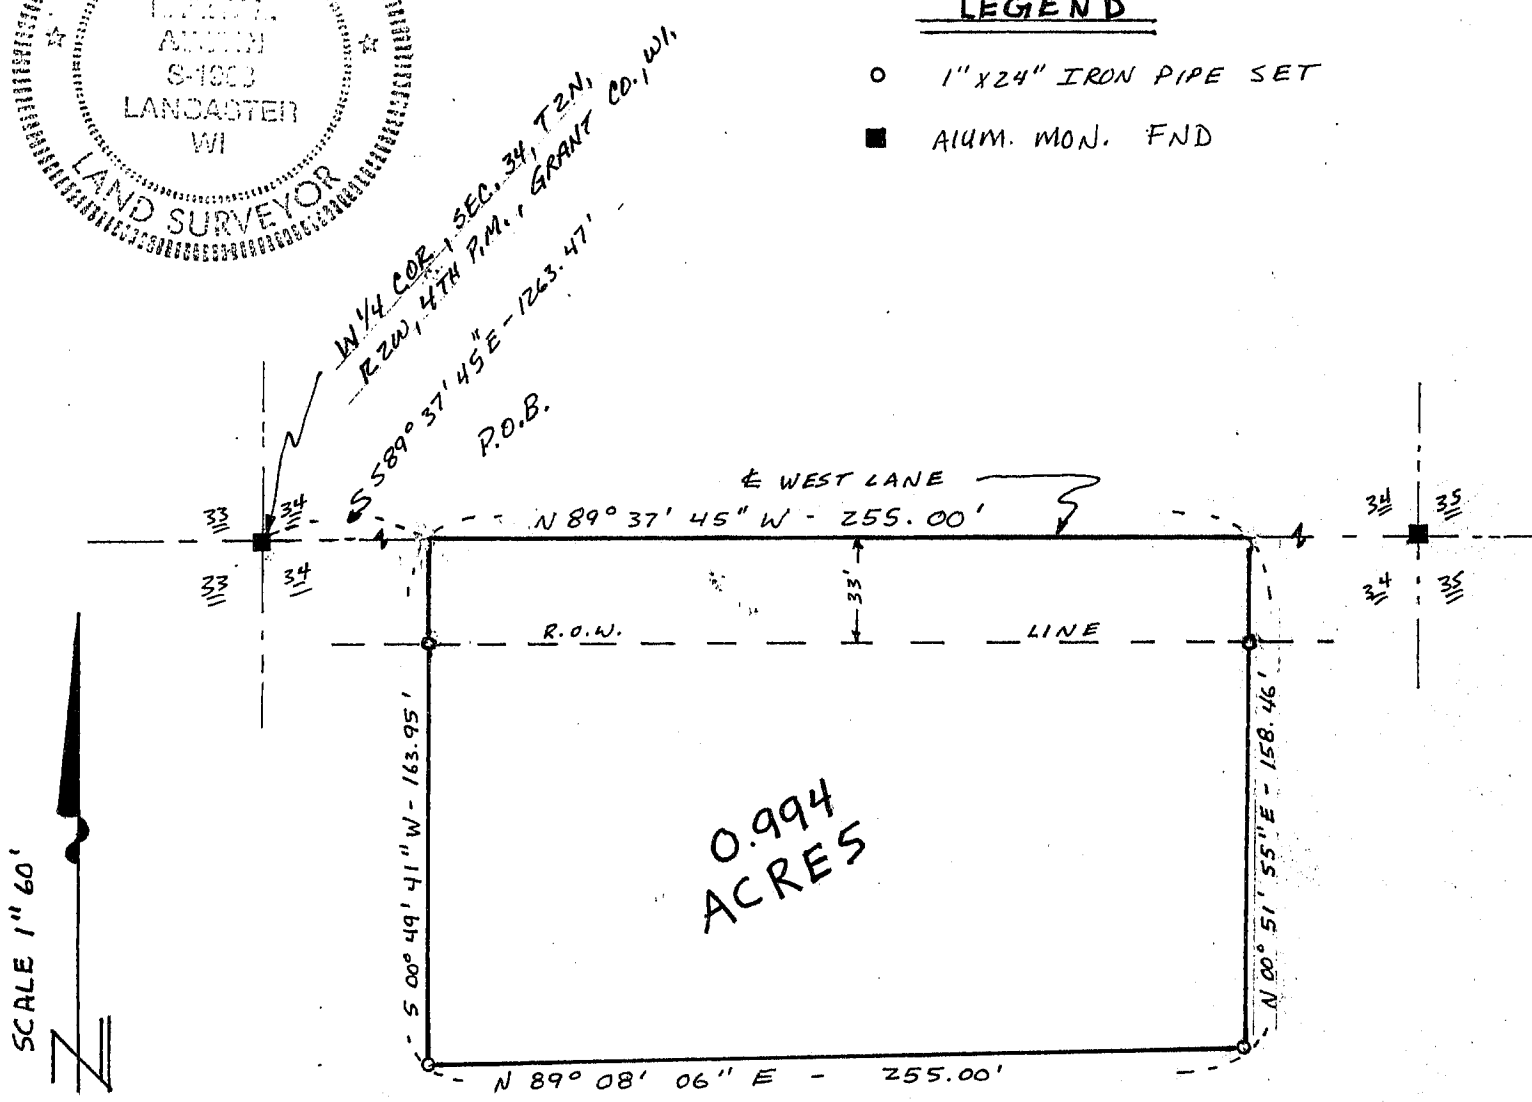 LEGEND
1" X24" IRON PIPE SET
Alum. MON. FND
S-1303
LANCASTER
WI
LAND SURVEYOR
W 1/4 COR., SEC. 34, T2N,
R2W, 4TH P.M., GRANT CO., WI.
S 89° 37' 45" E - 1263.47'
P.O.B.
℄ WEST LANE
N 89° 37' 45" W - 255.00'
33 34
33 34
34 35
34 35
33'
R.O.W. LINE
S 00° 49' 41" W - 163.95'
N 00° 51' 55" E - 158.46'
0.994
ACRES
SCALE 1" 60'
N
N 89° 08' 06" E - 255.00'